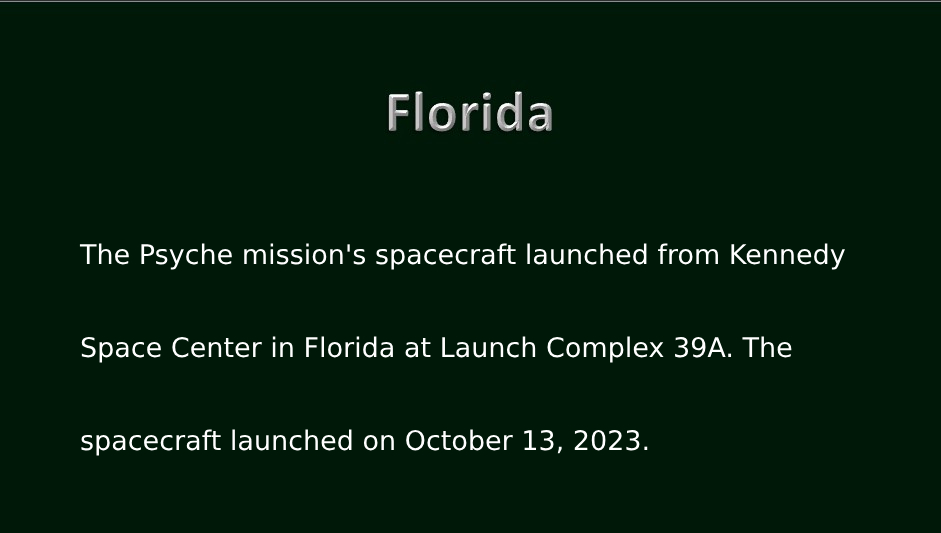 Florida
The Psyche mission's spacecraft launched from Kennedy
Space Center in Florida at Launch Complex 39A. The
spacecraft launched on October 13, 2023.